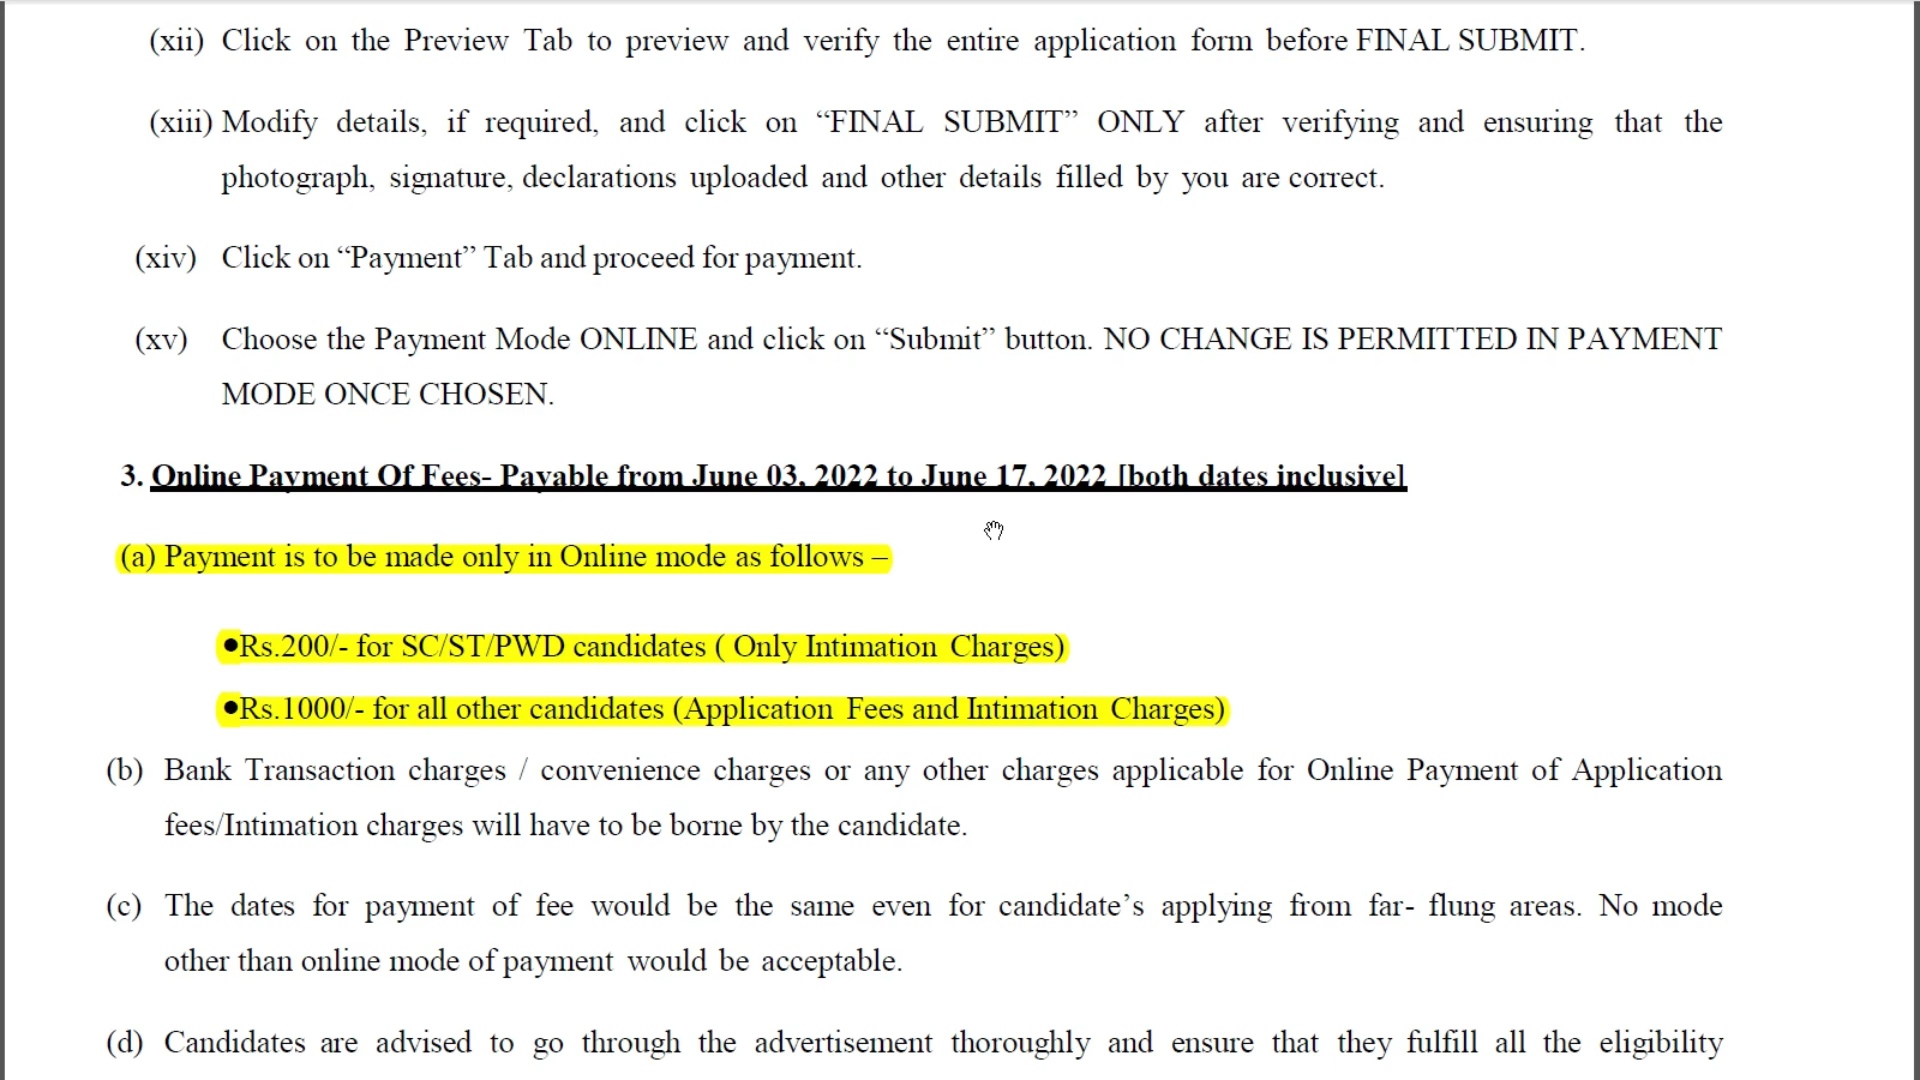 (xii) Click on the Preview Tab to preview and verify the entire application form before FINAL SUBMIT.
(xiii) Modify details, if required, and click on “FINAL SUBMIT” ONLY after verifying and ensuring that the
photograph, signature, declarations uploaded and other details filled by you are correct.
(xiv) Click on “Payment” Tab and proceed for payment.
(xv) Choose the Payment Mode ONLINE and click on “Submit” button. NO CHANGE IS PERMITTED IN PAYMENT
MODE ONCE CHOSEN.
3. Online Payment Of Fees- Payable from June 03, 2022 to June 17, 2022 [both dates inclusive]
(a) Payment is to be made only in Online mode as follows –
●Rs.200/- for SC/ST/PWD candidates ( Only Intimation Charges)
●Rs.1000/- for all other candidates (Application Fees and Intimation Charges)
(b) Bank Transaction charges / convenience charges or any other charges applicable for Online Payment of Application
fees/Intimation charges will have to be borne by the candidate.
(c) The dates for payment of fee would be the same even for candidate’s applying from far- flung areas. No mode
other than online mode of payment would be acceptable.
(d) Candidates are advised to go through the advertisement thoroughly and ensure that they fulfill all the eligibility